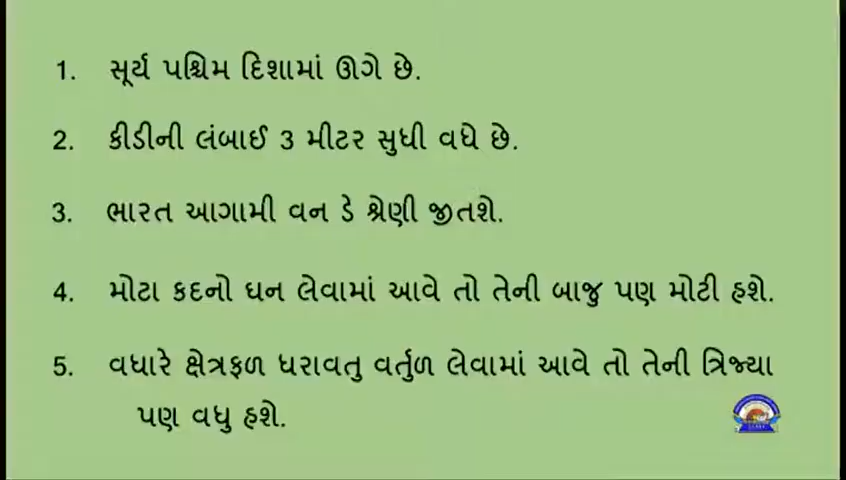 1. સૂર્ય પશ્ચિમ દિશામાં ઊગે છે.
2. કીડીની લંબાઈ 3 મીટર સુધી વધે છે.
3. ભારત આગામી વન ડે શ્રેણી જીતશે.
4. મોટા કદનો ઘન લેવામાં આવે તો તેની બાજુ પણ મોટી હશે.
5. વધારે ક્ષેત્રફળ ધરાવતુ વર્તુળ લેવામાં આવે તો તેની ત્રિજ્યા
પણ વધુ હશે.